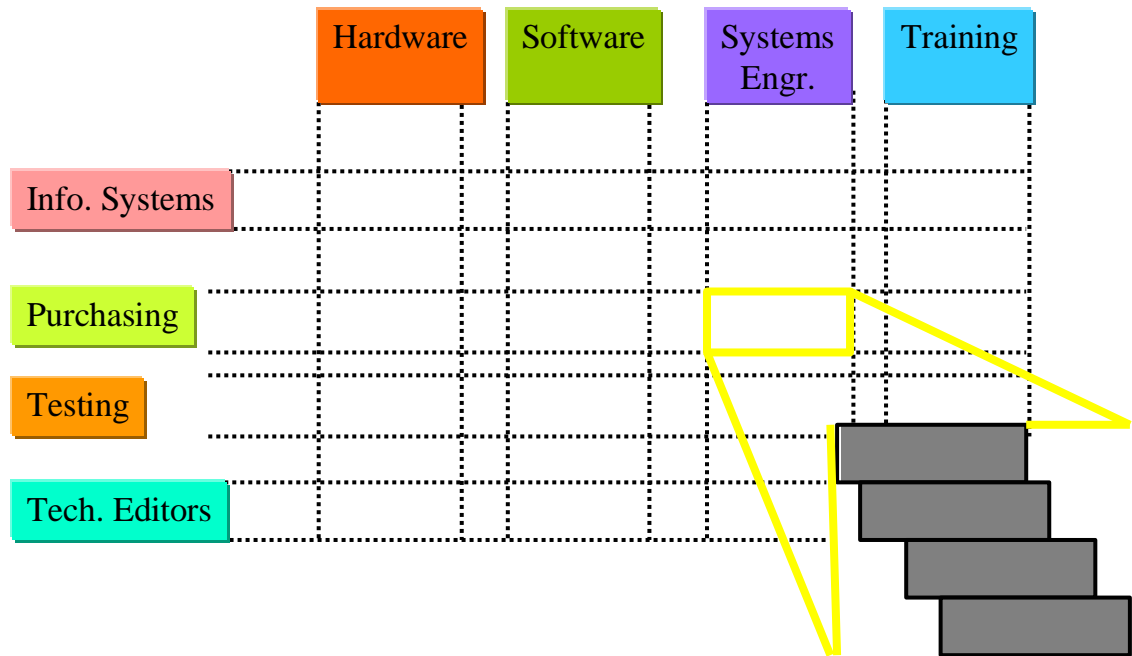 Hardware
Software
Systems
Engr.
Training
Info. Systems
Purchasing
Testing
Tech. Editors